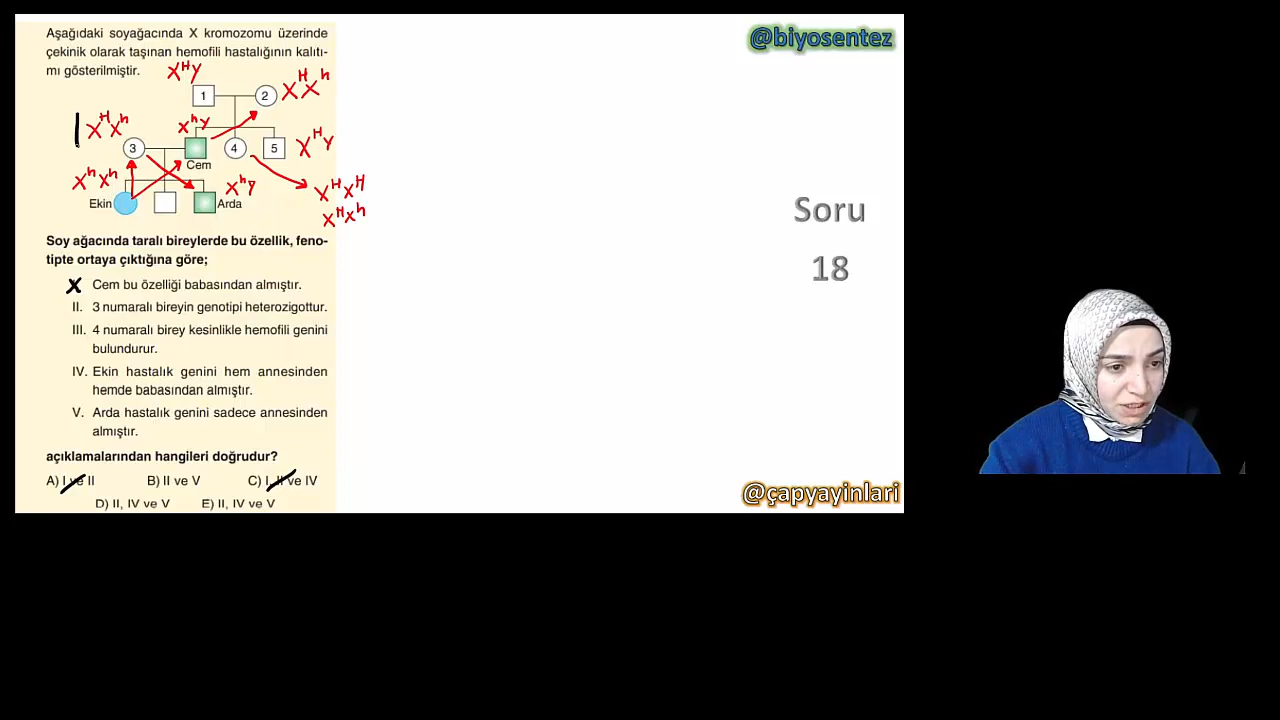 Aşağıdaki soyağacında X kromozomu üzerinde
çekinik olarak taşınan hemofili hastalığının kalıtı-
mı gösterilmiştir.
X^H Y
1
2
X^H X^h
X^H X^h
3
X^h Y
Cem
4
5
X^H Y
X^h X^h
Ekin
X^h Y
Arda
X^H X^H
X^H X^h
Soy ağacında taralı bireylerde bu özellik, feno-
tipte ortaya çıktığına göre;
X Cem bu özelliği babasından almıştır.
II. 3 numaralı bireyin genotipi heterozigottur.
III. 4 numaralı birey kesinlikle hemofili genini
bulundurur.
IV. Ekin hastalık genini hem annesinden
hemde babasından almıştır.
V. Arda hastalık genini sadece annesinden
almıştır.
açıklamalarından hangileri doğrudur?
A) I ve II B) II ve V C) I, II ve IV
D) II, IV ve V E) II, IV ve V
@biyosentez
Soru
18
@çapyayinlari